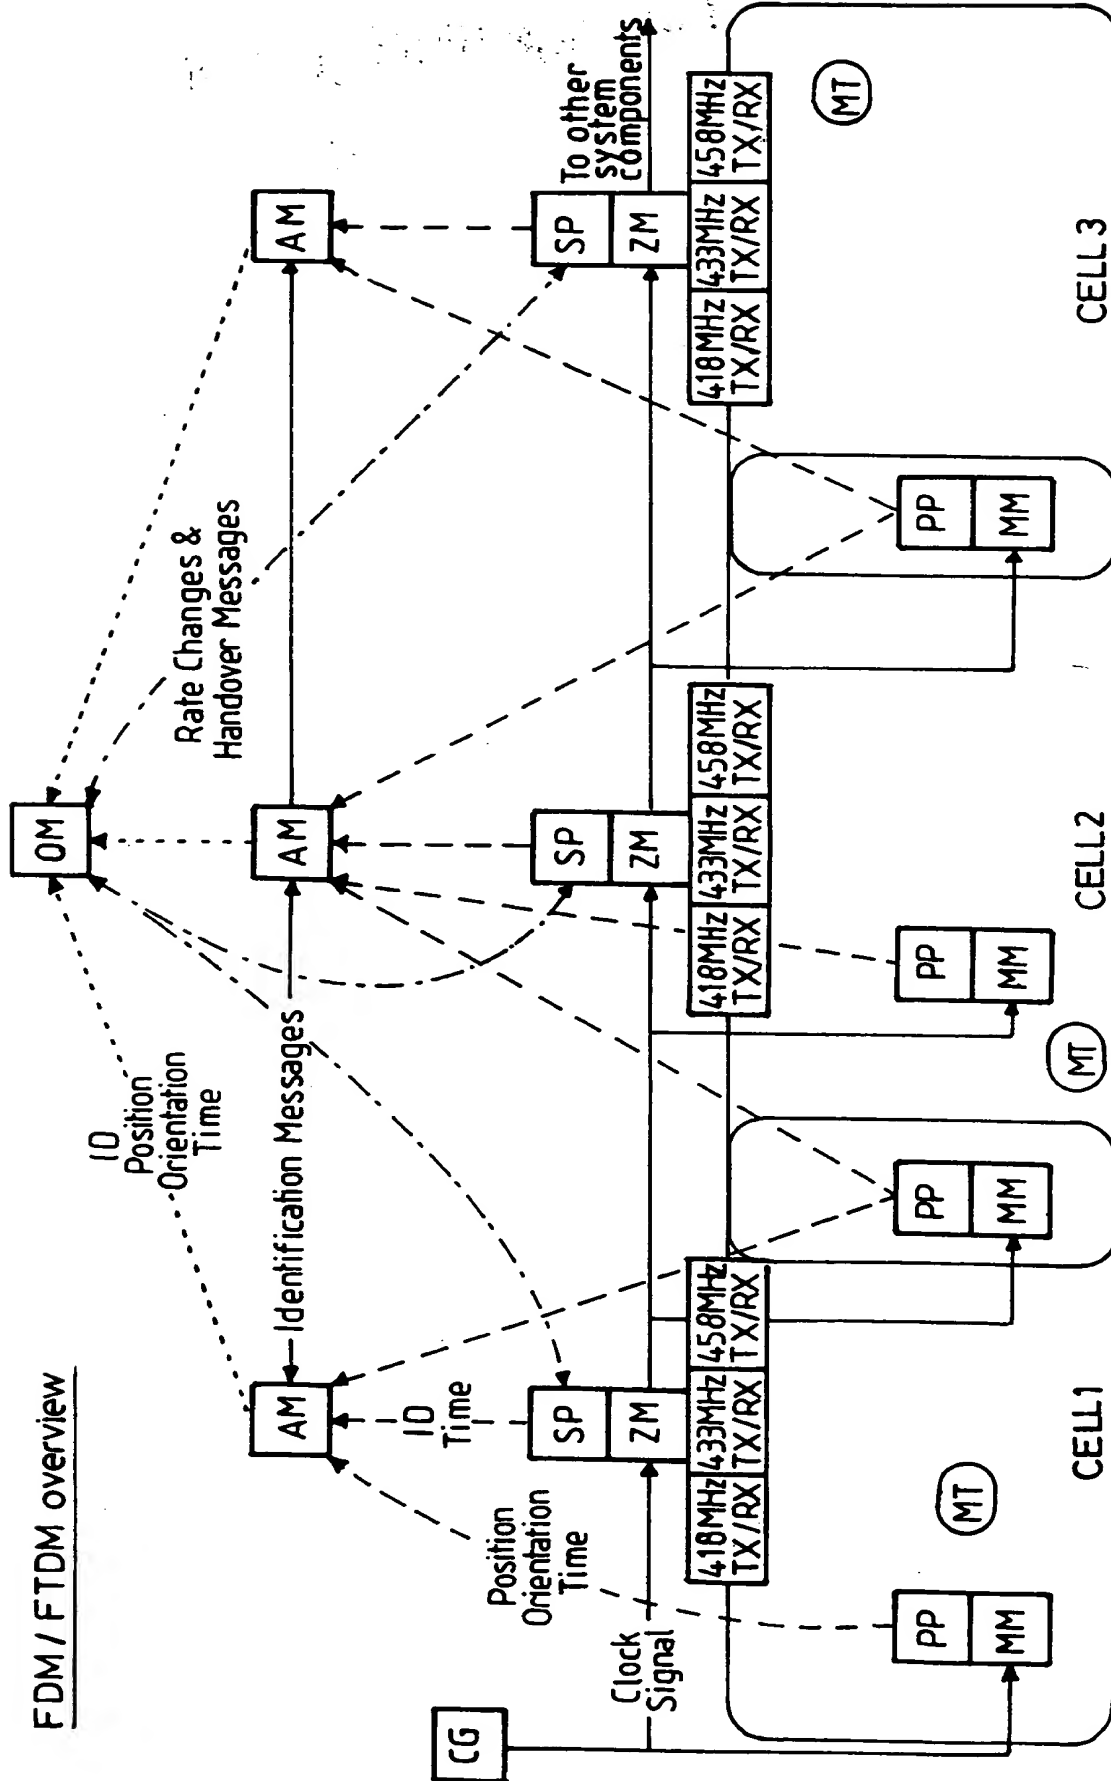 FDM / FTDM overview
OM
ID
Position
Orientation
Time
Rate Changes &
Handover Messages
AM
Identification Messages
AM
AM
Position
Orientation
Time
ID
Time
SP
ZM
SP
ZM
SP
ZM
To other
system
components
CG
Clock
Signal
418MHz
TX/RX
433MHz
TX/RX
458MHz
TX/RX
418MHz
TX/RX
433MHz
TX/RX
458MHz
TX/RX
418MHz
TX/RX
433MHz
TX/RX
458MHz
TX/RX
PP
MM
MT
PP
MM
MT
PP
MM
PP
MM
MT
CELL1
CELL2
CELL3